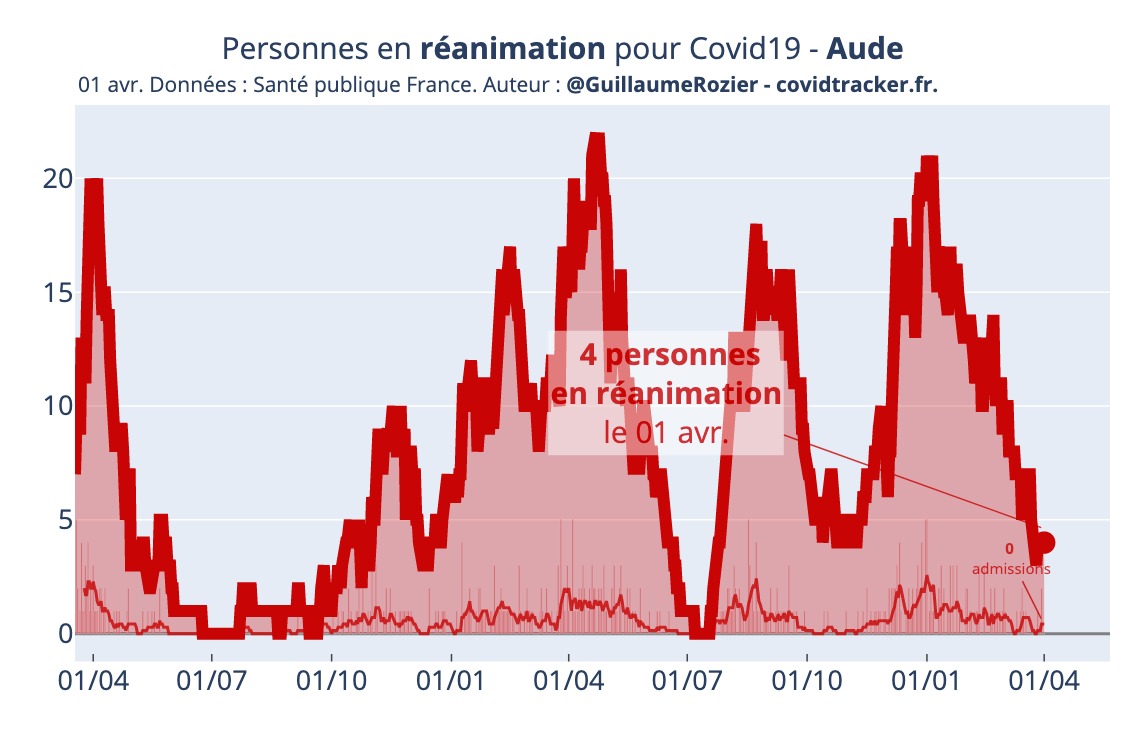 Personnes en réanimation pour Covid19 - Aude
01 avr. Données : Santé publique France. Auteur : @GuillaumeRozier - covidtracker.fr.
20
15
10
5
0
4 personnes
en réanimation
le 01 avr.
0
admissions
01/04 01/07 01/10 01/01 01/04 01/07 01/10 01/01 01/04